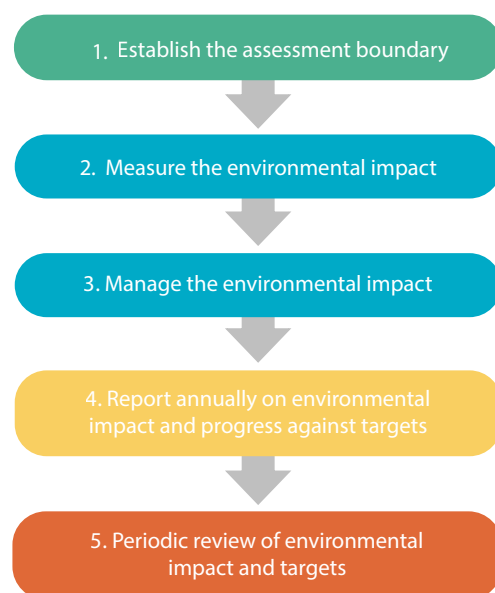 1. Establish the assessment boundary
2. Measure the environmental impact
3. Manage the environmental impact
4. Report annually on environmental
impact and progress against targets
5. Periodic review of environmental
impact and targets